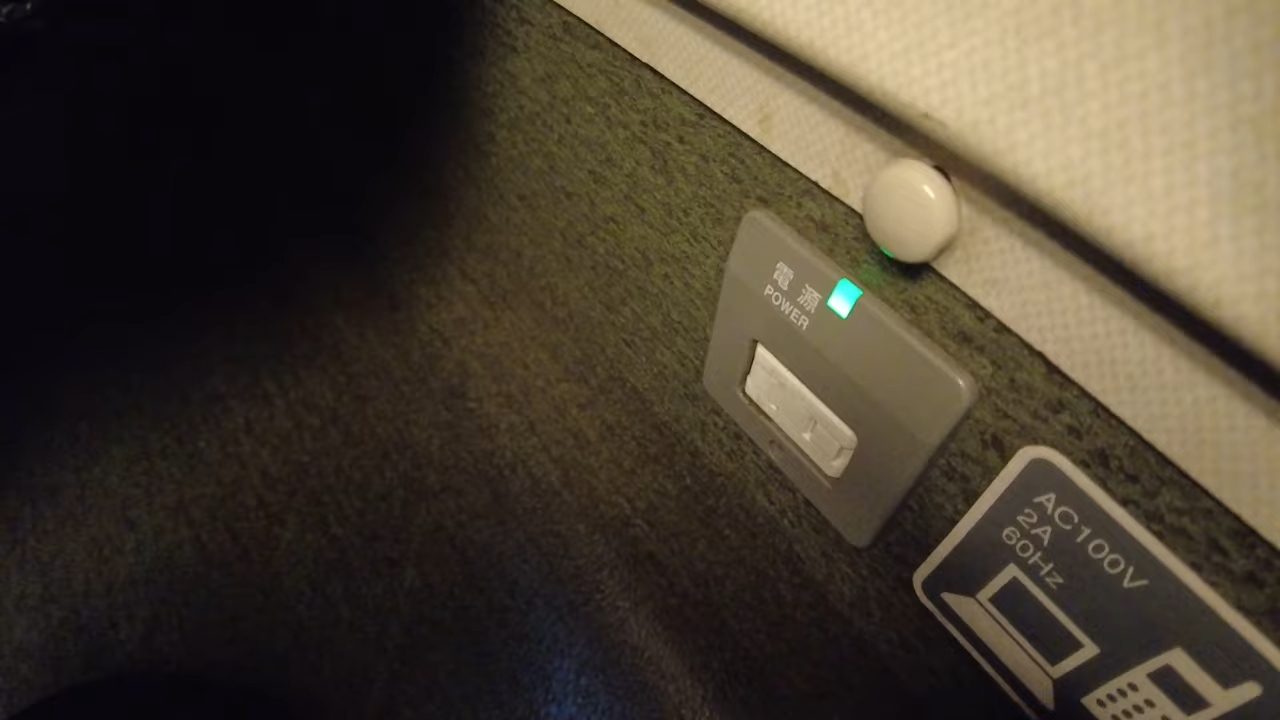 電源
POWER
AC100V
2A
60Hz